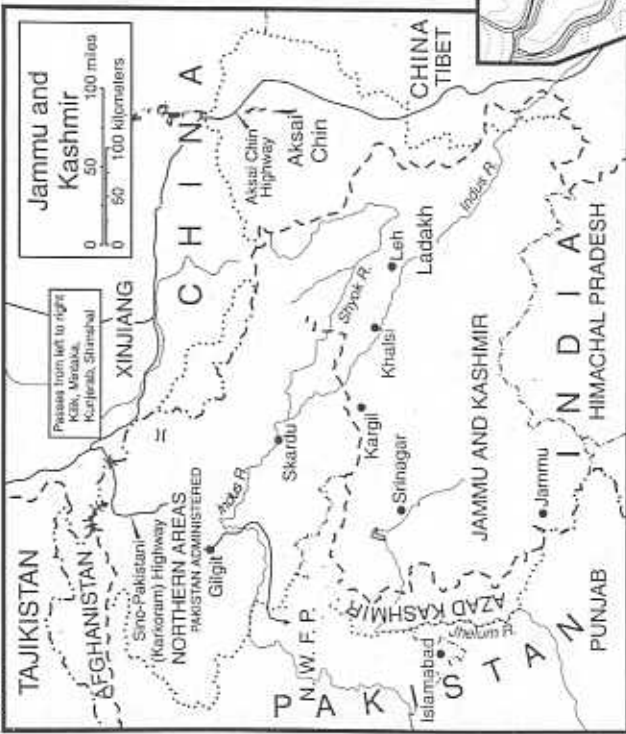 Jammu and
Kashmir
0 50 100 miles
0 50 100 kilometers
Passes from left to right
Kilik, Mintaka,
Kunjerab, Shimshal
TAJIKISTAN
AFGHANISTAN
XINJIANG
CHINA
Sino-Pakistani
(Karkoram) Highway
NORTHERN AREAS
PAKISTAN ADMINISTERED
Gilgit
Indus R.
Skardu
Aksai Chin
Highway
Aksai
Chin
CHINA
TIBET
Shyok R.
Leh
Ladakh
Indus R.
Khalsi
Kargil
Srinagar
N. W. F. P.
AZAD KASHMIR
Jhelum R.
Islamabad
PAKISTAN
JAMMU AND KASHMIR
Jammu
INDIA
HIMACHAL PRADESH
PUNJAB